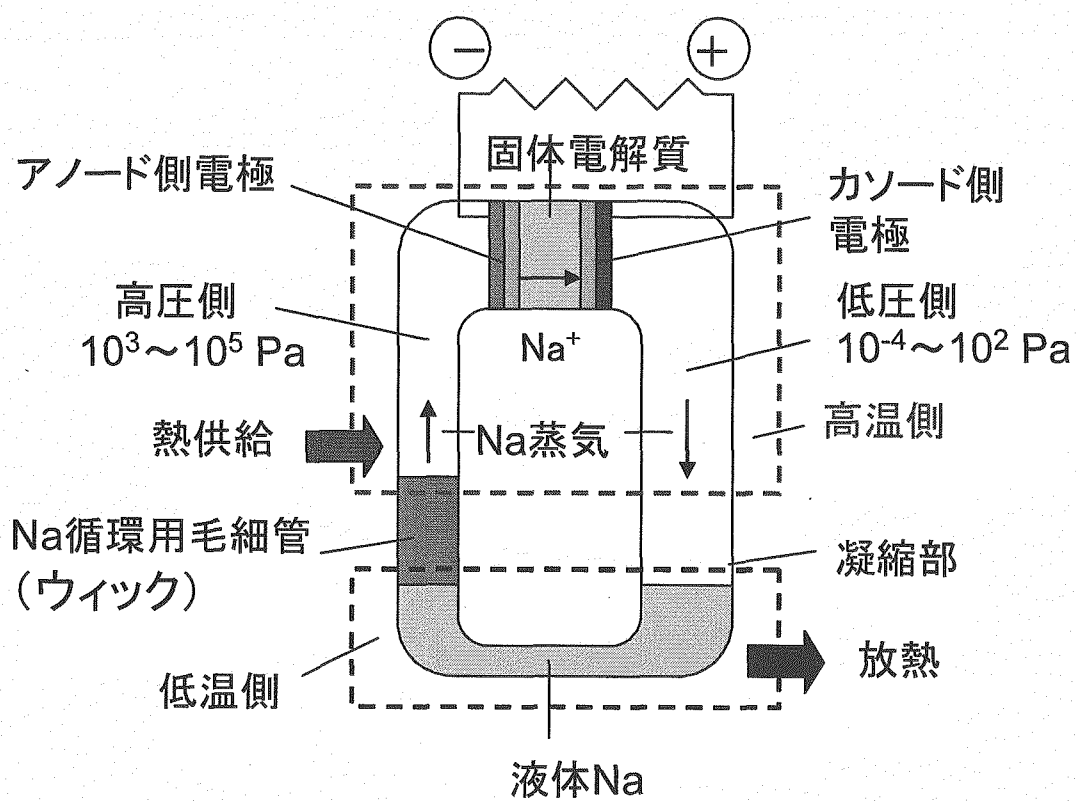 − +
固体電解質
アノード側電極
カソード側
電極
高圧側
10³～10⁵ Pa
Na⁺
低圧側
10⁻⁴～10² Pa
熱供給
Na蒸気
高温側
Na循環用毛細管
（ウィック）
凝縮部
低温側
放熱
液体Na